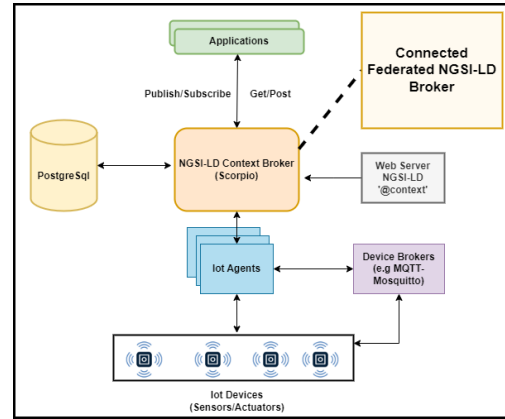 Applications
Connected
Federated NGSI-LD
Broker
Publish/Subscribe
Get/Post
PostgreSql
NGSI-LD Context Broker
(Scorpio)
Web Server
NGSI-LD
'@context'
Iot Agents
Device Brokers
(e.g MQTT-
Mosquitto)
Iot Devices
(Sensors/Actuators)